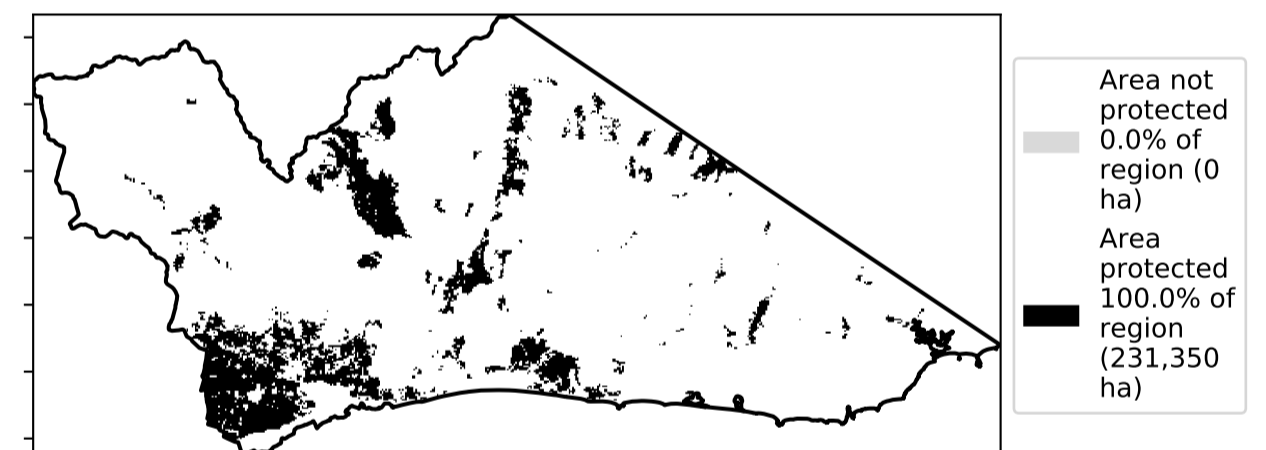 Area not
protected
0.0% of
region (0
ha)
Area
protected
100.0% of
region
(231,350
ha)